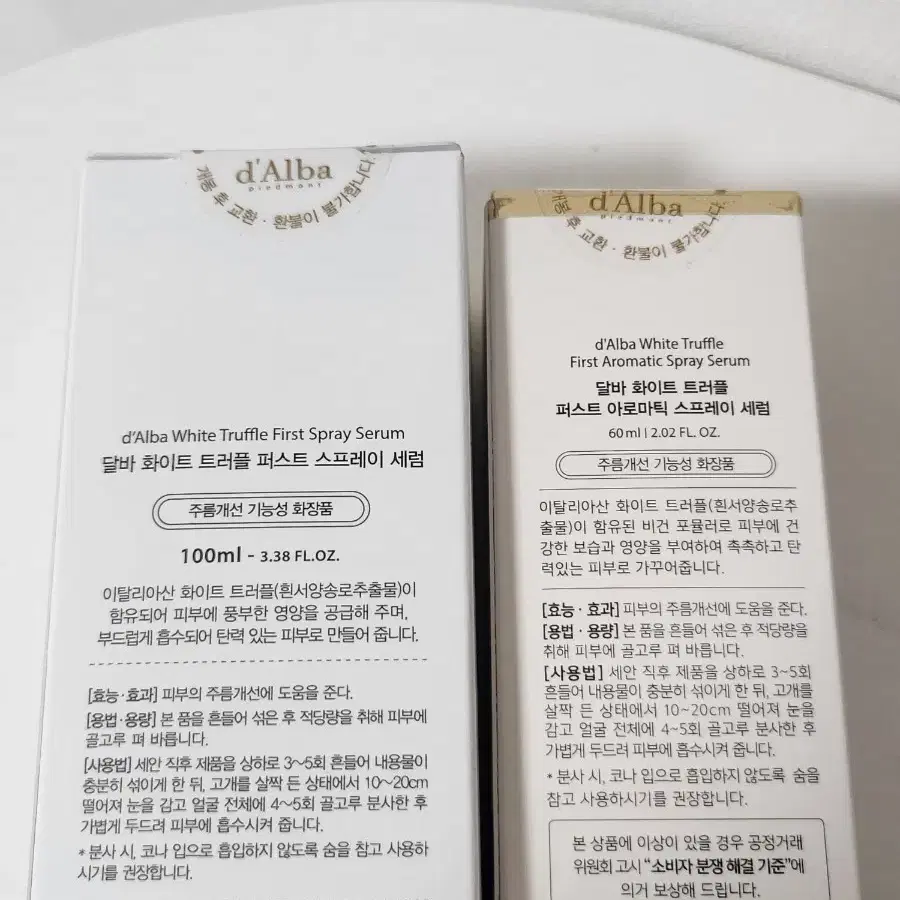 d'Alba
piedmont
개봉 후 교환 · 환불이 불가합니다.
d'Alba White Truffle First Spray Serum
달바 화이트 트러플 퍼스트 스프레이 세럼
주름개선 기능성 화장품
100ml - 3.38 FL.OZ.
이탈리아산 화이트 트러플(흰서양송로추출물)이
함유되어 피부에 풍부한 영양을 공급해 주며,
부드럽게 흡수되어 탄력 있는 피부로 만들어 줍니다.
[효능·효과] 피부의 주름개선에 도움을 준다.
[용법·용량] 본 품을 흔들어 섞은 후 적당량을 취해 피부에
골고루 펴 바릅니다.
[사용법] 세안 직후 제품을 상하로 3~5회 흔들어 내용물이
충분히 섞이게 한 뒤, 고개를 살짝 든 상태에서 10~20cm
떨어져 눈을 감고 얼굴 전체에 4~5회 골고루 분사한 후
가볍게 두드려 피부에 흡수시켜 줍니다.
* 분사 시, 코나 입으로 흡입하지 않도록 숨을 참고 사용하
시기를 권장합니다.
d'Alba
piedmont
개봉 후 교환 · 환불이 불가합니다.
d'Alba White Truffle
First Aromatic Spray Serum
달바 화이트 트러플
퍼스트 아로마틱 스프레이 세럼
60ml | 2.02 FL. OZ.
주름개선 기능성 화장품
이탈리아산 화이트 트러플(흰서양송로추
출물)이 함유된 비건 포뮬러로 피부에 건
강한 보습과 영양을 부여하여 촉촉하고 탄
력있는 피부로 가꾸어줍니다.
[효능·효과] 피부의 주름개선에 도움을 준다.
[용법·용량] 본 품을 흔들어 섞은 후 적당량을
취해 피부에 골고루 펴 바릅니다.
[사용법] 세안 직후 제품을 상하로 3~5회
흔들어 내용물이 충분히 섞이게 한 뒤, 고개를
살짝 든 상태에서 10~20cm 떨어져 눈을
감고 얼굴 전체에 4~5회 골고루 분사한 후
가볍게 두드려 피부에 흡수시켜 줍니다.
* 분사 시, 코나 입으로 흡입하지 않도록 숨을
참고 사용하시기를 권장합니다.
본 상품에 이상이 있을 경우 공정거래
위원회 고시 "소비자 분쟁 해결 기준"에
의거 보상해 드립니다.